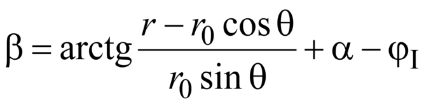 β = arctg (r − r₀ cos θ) / (r₀ sin θ) + α − φ_I